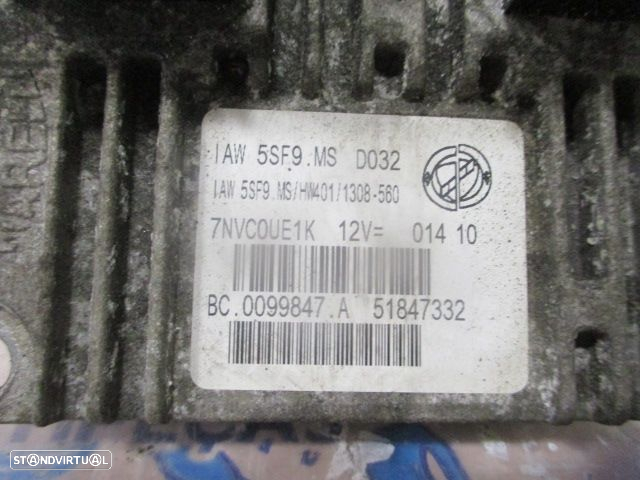 IAW 5SF9.MS D032
IAW 5SF9.MS/HW401/1308-560
7NVC0UE1K 12V= 014 10
BC.0099847.A 51847332
STANDVIRTUAL